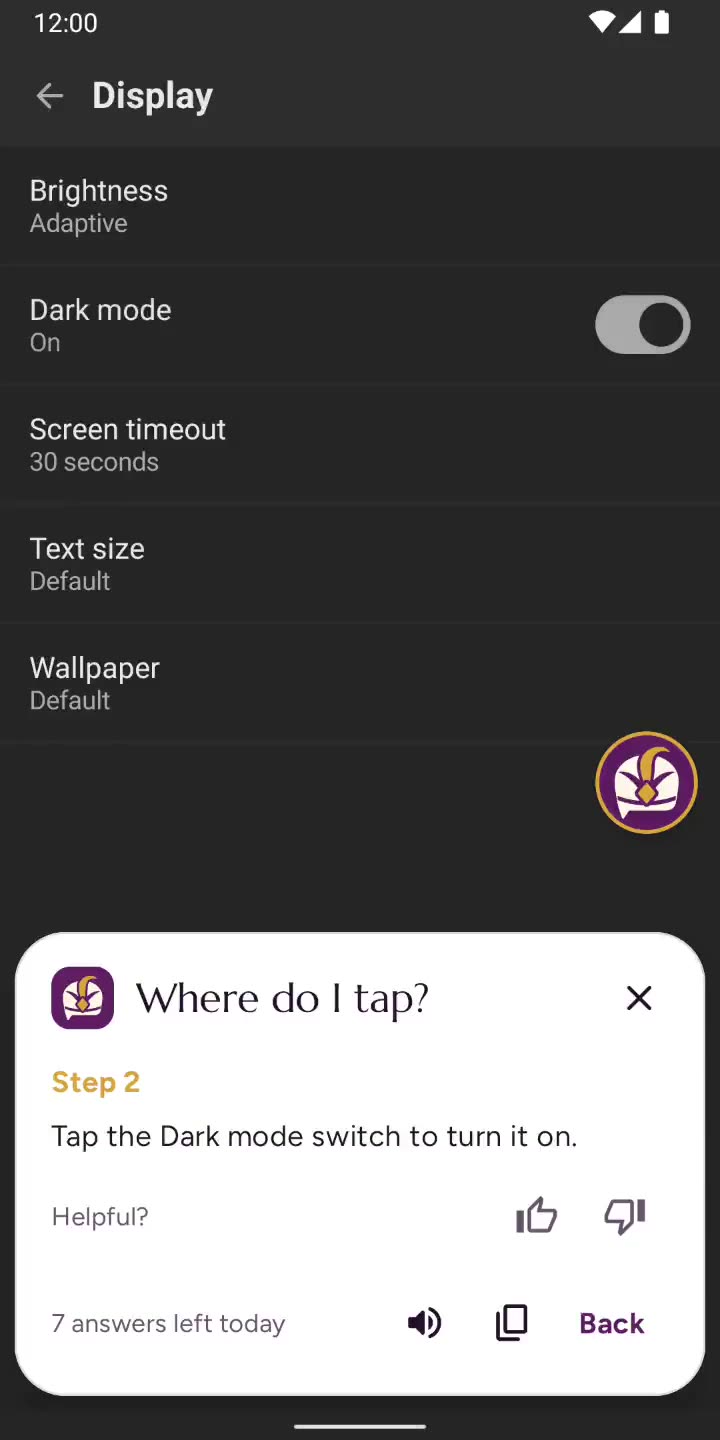 12:00
Display
Brightness
Adaptive
Dark mode
On
Screen timeout
30 seconds
Text size
Default
Wallpaper
Default
Where do I tap?
Step 2
Tap the Dark mode switch to turn it on.
Helpful?
7 answers left today
Back